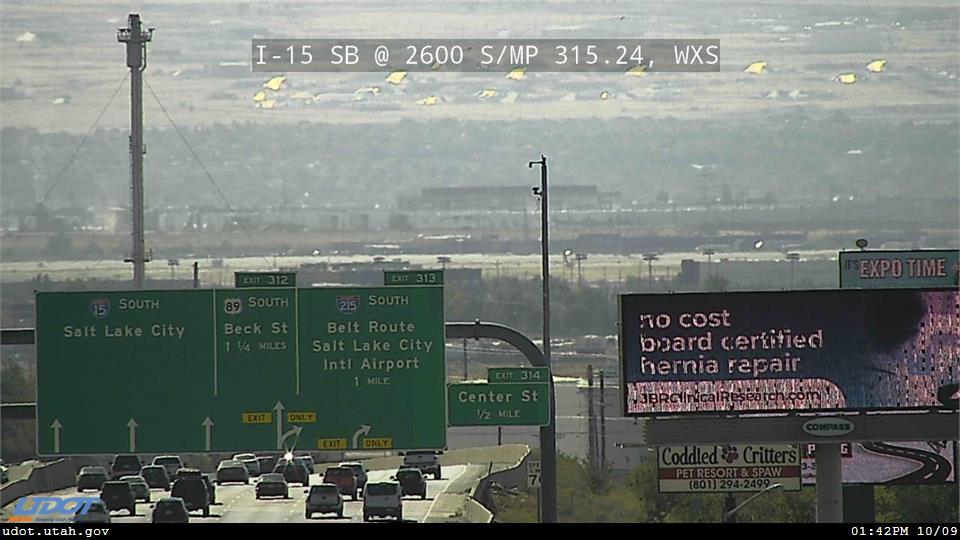 I-15 SB @ 2600 S/MP 315.24, WXS
EXIT 312
EXIT 313
15 SOUTH
Salt Lake City
89 SOUTH
Beck St
1 ¼ MILES
215 SOUTH
Belt Route
Salt Lake City
Intl Airport
1 MILE
EXIT ONLY
EXIT ONLY
EXIT 314
Center St
½ MILE
IT'S EXPO TIME
no cost
board certified
hernia repair
JBRClinicalResearch.com
COMPASS
Coddled Critters
PET RESORT & SPAW
(801) 294-2499
UDOT
udot.utah.gov
01:42PM 10/09